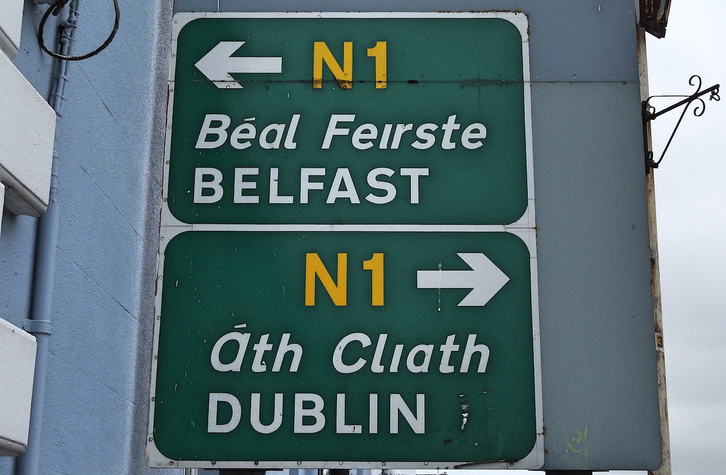 ← N1
Béal Feirste
BELFAST
N1 →
Áth Cliath
DUBLIN